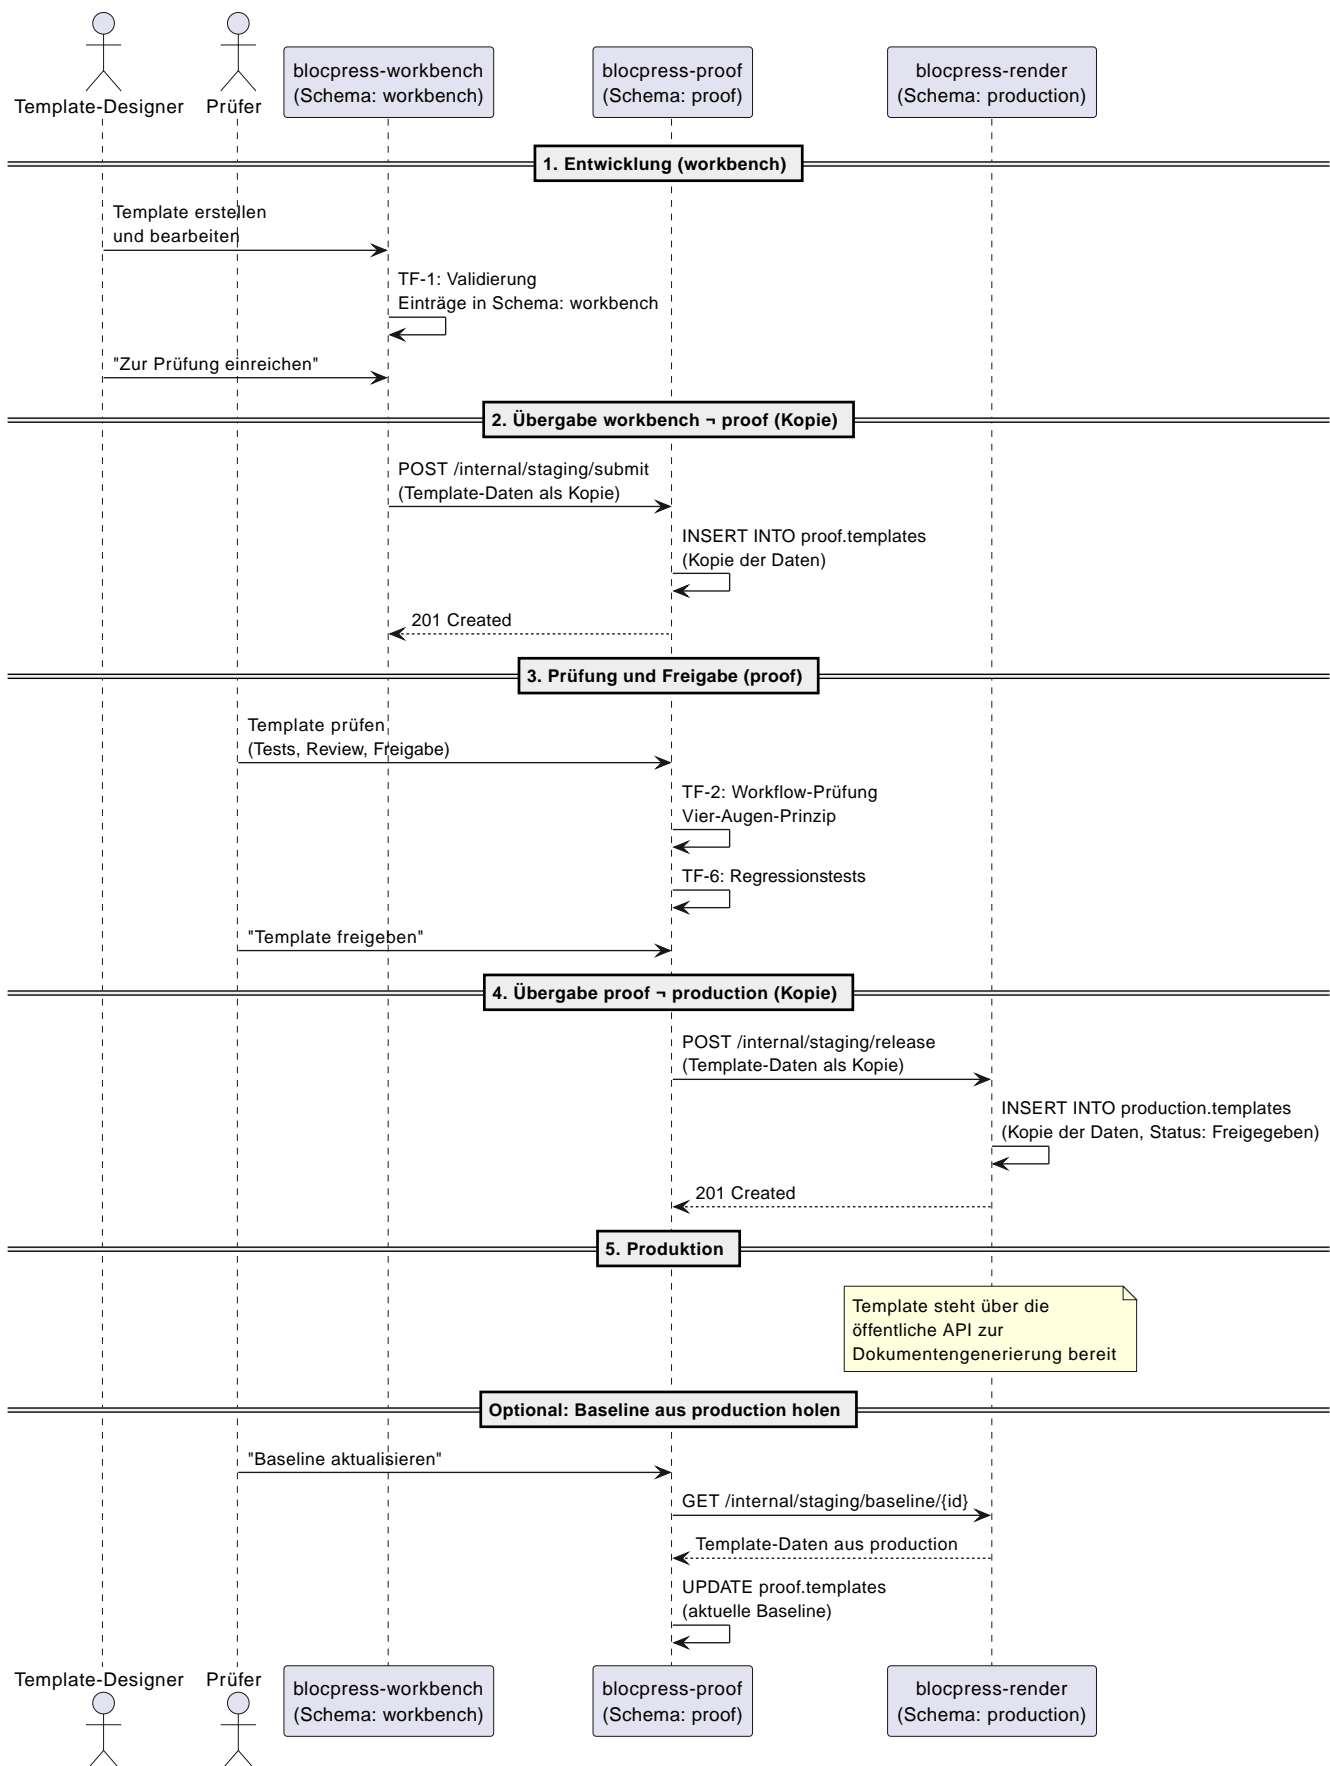 Template-Designer
Prüfer
blocpress-workbench
(Schema: workbench)
blocpress-proof
(Schema: proof)
blocpress-render
(Schema: production)
1. Entwicklung (workbench)
Template erstellen
und bearbeiten
TF-1: Validierung
Einträge in Schema: workbench
"Zur Prüfung einreichen"
2. Übergabe workbench ¬ proof (Kopie)
POST /internal/staging/submit
(Template-Daten als Kopie)
INSERT INTO proof.templates
(Kopie der Daten)
201 Created
3. Prüfung und Freigabe (proof)
Template prüfen
(Tests, Review, Freigabe)
TF-2: Workflow-Prüfung
Vier-Augen-Prinzip
TF-6: Regressionstests
"Template freigeben"
4. Übergabe proof ¬ production (Kopie)
POST /internal/staging/release
(Template-Daten als Kopie)
INSERT INTO production.templates
(Kopie der Daten, Status: Freigegeben)
201 Created
5. Produktion
Template steht über die
öffentliche API zur
Dokumentengenerierung bereit
Optional: Baseline aus production holen
"Baseline aktualisieren"
GET /internal/staging/baseline/{id}
Template-Daten aus production
UPDATE proof.templates
(aktuelle Baseline)
Template-Designer
Prüfer
blocpress-workbench
(Schema: workbench)
blocpress-proof
(Schema: proof)
blocpress-render
(Schema: production)